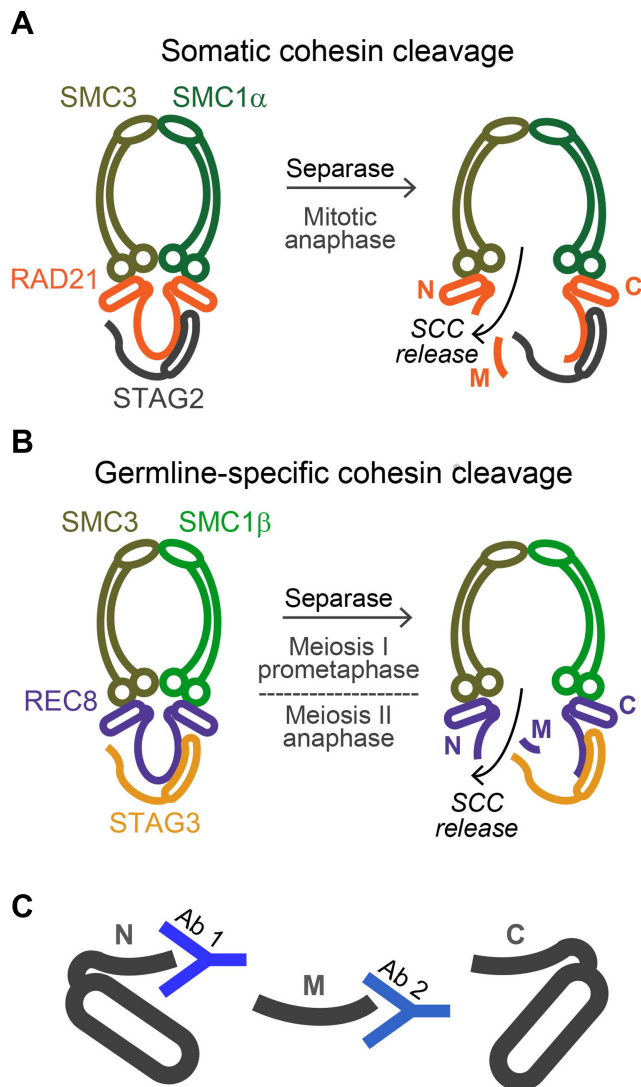 A
Somatic cohesin cleavage
SMC3 SMC1α
Separase
Mitotic
anaphase
RAD21
N
C
SCC
release
M
STAG2
B
Germline-specific cohesin cleavage
SMC3 SMC1β
Separase
Meiosis I
prometaphase
Meiosis II
anaphase
REC8
N
M
C
SCC
release
STAG3
C
N
Ab 1
M
Ab 2
C